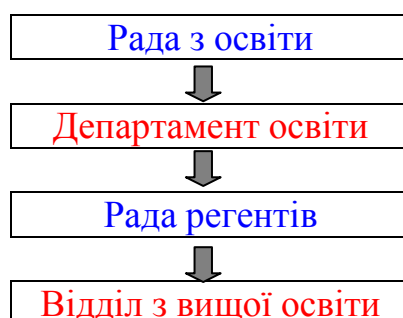 Рада з освіти
Департамент освіти
Рада регентів
Відділ з вищої освіти